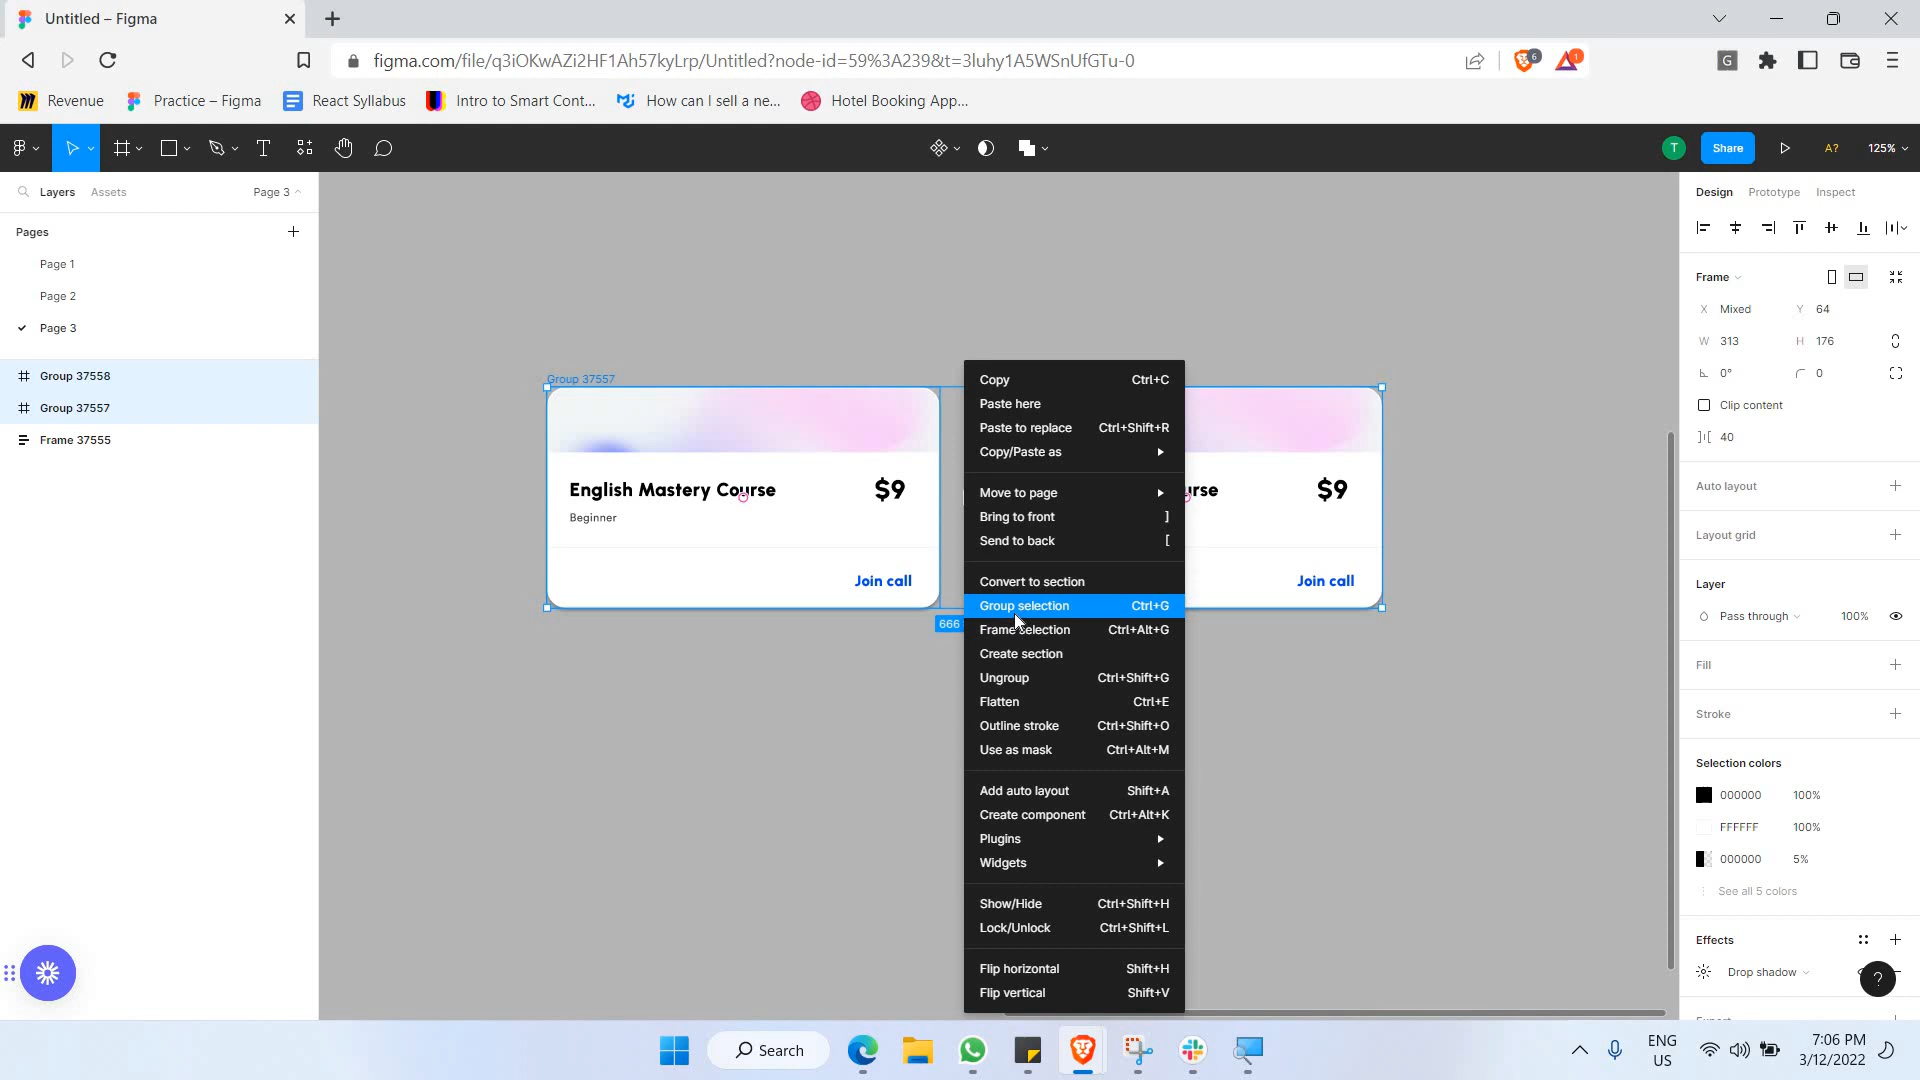 Untitled – Figma
figma.com/file/q3iOKwAZi2HF1Ah57kyLrp/Untitled?node-id=59%3A239&t=3luhy1A5WSnUfGTu-0
G
6
1
Revenue
Practice – Figma
React Syllabus
Intro to Smart Cont...
How can I sell a ne...
Hotel Booking App...
T
Share
A?
125%
Layers
Assets
Page 3
Pages
Page 1
Page 2
Page 3
Group 37558
Group 37557
Frame 37555
Group 37557
English Mastery Course
$9
Beginner
Join call
666
urse
$9
Join call
Copy Ctrl+C
Paste here
Paste to replace Ctrl+Shift+R
Copy/Paste as
Move to page
Bring to front ]
Send to back [
Convert to section
Group selection Ctrl+G
Frame selection Ctrl+Alt+G
Create section
Ungroup Ctrl+Shift+G
Flatten Ctrl+E
Outline stroke Ctrl+Shift+O
Use as mask Ctrl+Alt+M
Add auto layout Shift+A
Create component Ctrl+Alt+K
Plugins
Widgets
Show/Hide Ctrl+Shift+H
Lock/Unlock Ctrl+Shift+L
Flip horizontal Shift+H
Flip vertical Shift+V
Design Prototype Inspect
Frame
X Mixed Y 64
W 313 H 176
0° 0
Clip content
40
Auto layout
Layout grid
Layer
Pass through 100%
Fill
Stroke
Selection colors
000000 100%
FFFFFF 100%
000000 5%
See all 5 colors
Effects
Drop shadow
?
Search
ENG
US
7:06 PM
3/12/2022